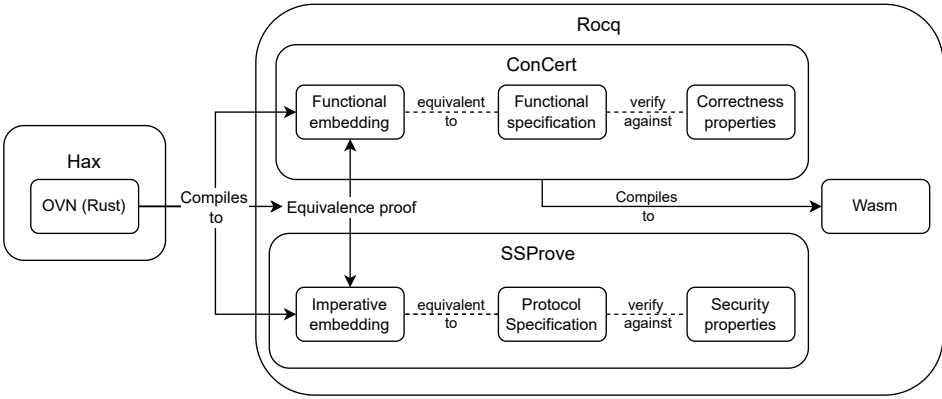 Rocq
ConCert
Functional
embedding
equivalent
to
Functional
specification
verify
against
Correctness
properties
Hax
OVN (Rust)
Compiles
to
Equivalence proof
Compiles
to
Wasm
SSProve
Imperative
embedding
equivalent
to
Protocol
Specification
verify
against
Security
properties